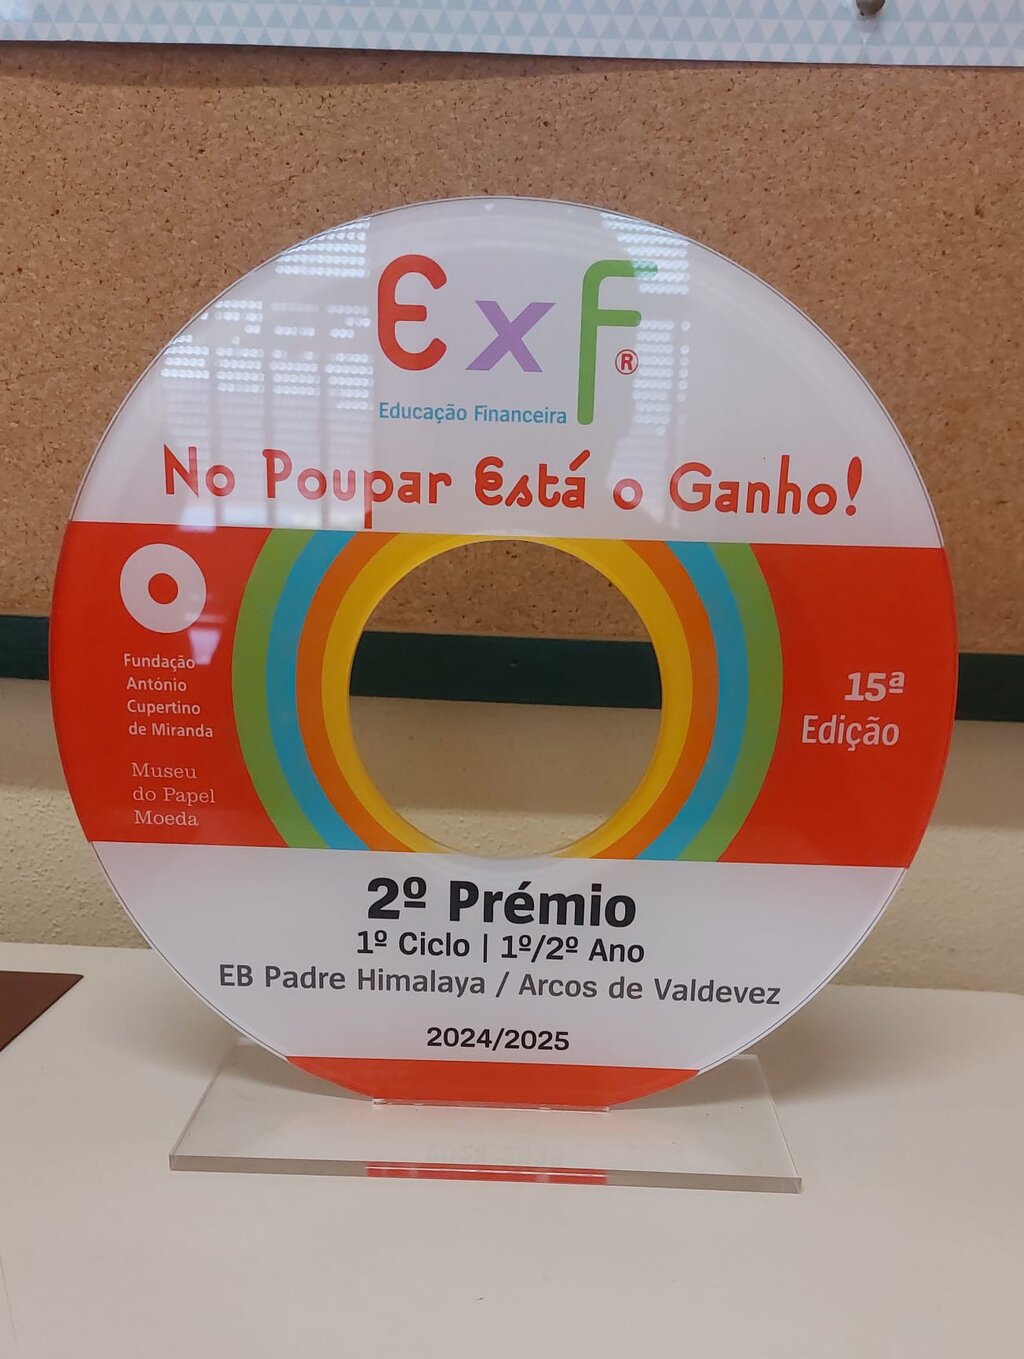 ExF
®
Educação Financeira
No Poupar Está o Ganho!
Fundação
António
Cupertino
de Miranda
Museu
do Papel
Moeda
15ª
Edição
2º Prémio
1º Ciclo | 1º/2º Ano
EB Padre Himalaya / Arcos de Valdevez
2024/2025